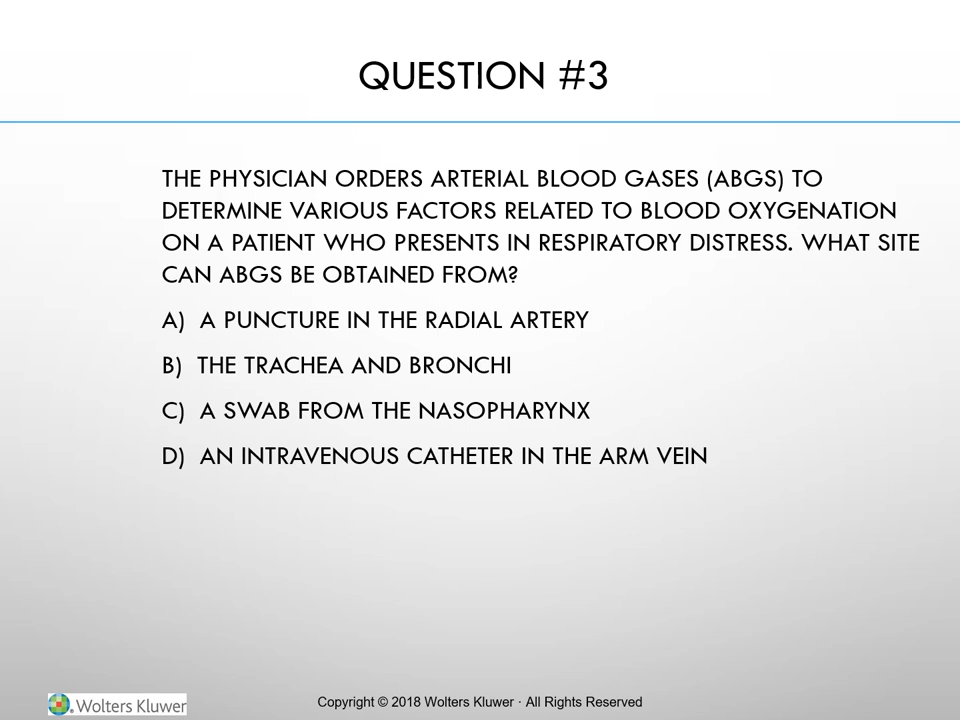 QUESTION #3
THE PHYSICIAN ORDERS ARTERIAL BLOOD GASES (ABGS) TO
DETERMINE VARIOUS FACTORS RELATED TO BLOOD OXYGENATION
ON A PATIENT WHO PRESENTS IN RESPIRATORY DISTRESS. WHAT SITE
CAN ABGS BE OBTAINED FROM?
A) A PUNCTURE IN THE RADIAL ARTERY
B) THE TRACHEA AND BRONCHI
C) A SWAB FROM THE NASOPHARYNX
D) AN INTRAVENOUS CATHETER IN THE ARM VEIN
Wolters Kluwer
Copyright © 2018 Wolters Kluwer · All Rights Reserved